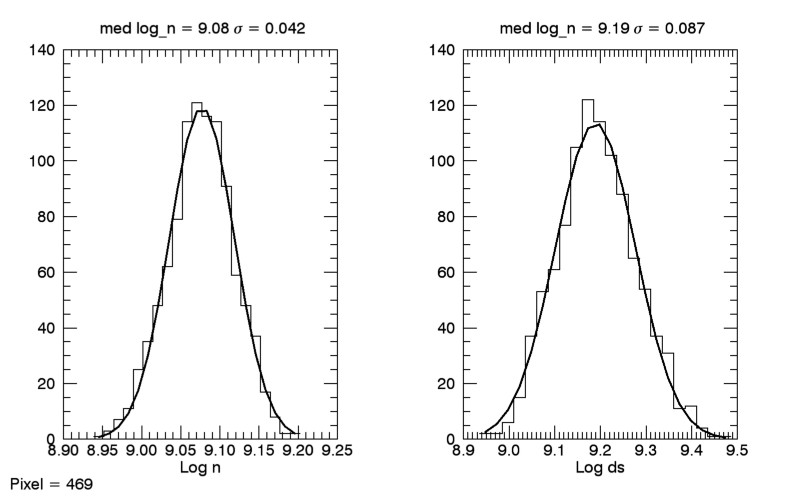 med log_n = 9.08 σ = 0.042
140
120
100
80
60
40
20
0
8.90 8.95 9.00 9.05 9.10 9.15 9.20 9.25
Log n
med log_n = 9.19 σ = 0.087
140
120
100
80
60
40
20
0
8.9 9.0 9.1 9.2 9.3 9.4 9.5
Log ds
Pixel = 469